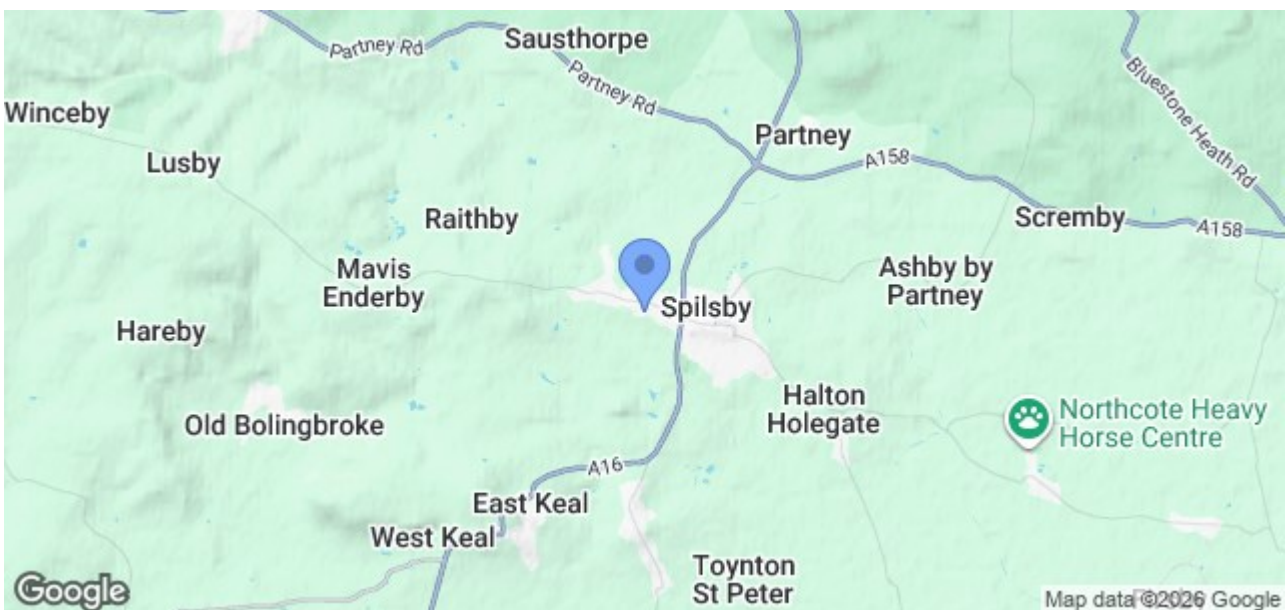 Sausthorpe
Partney Rd
Partney Rd
Bluestone Heath Rd
Winceby
Partney
Lusby
A158
Raithby
Scremby
A158
Mavis
Enderby
Ashby by
Partney
Spilsby
Hareby
Halton
Holegate
Northcote Heavy
Horse Centre
Old Bolingbroke
A16
East Keal
West Keal
Toynton
St Peter
Google
Map data ©2026 Google